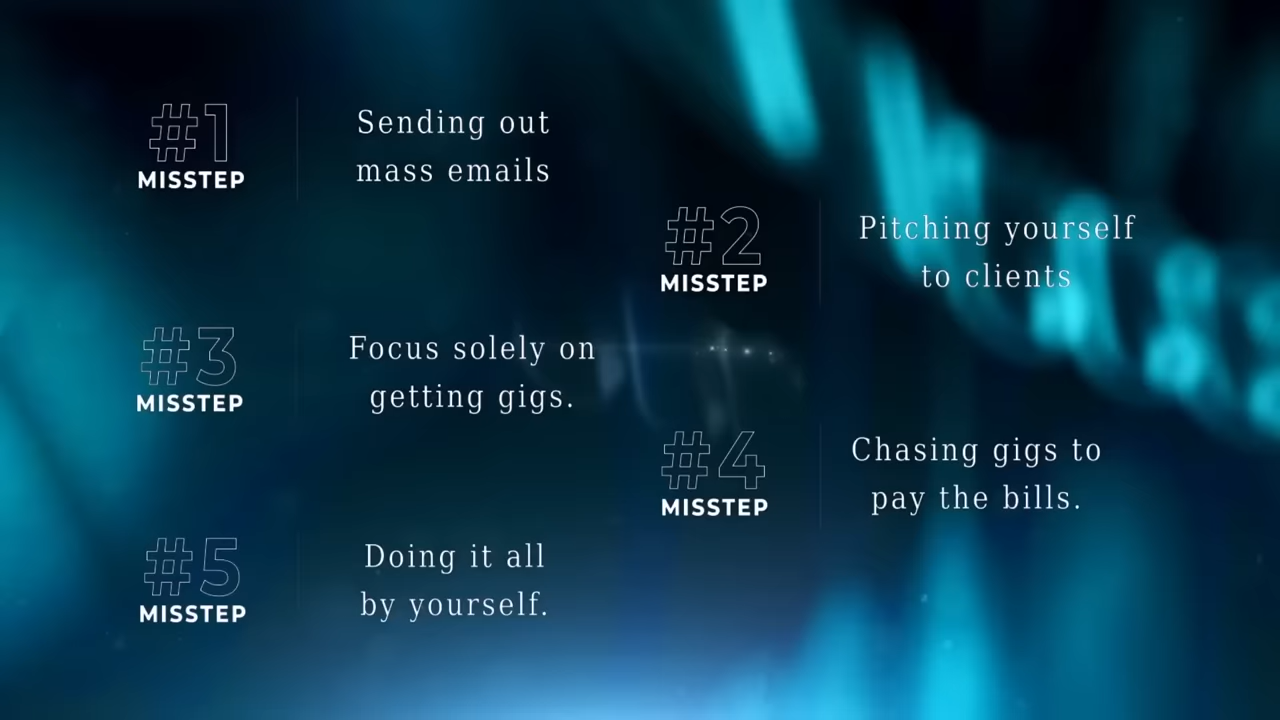 #1
MISSTEP
Sending out
mass emails
#2
MISSTEP
Pitching yourself
to clients
#3
MISSTEP
Focus solely on
getting gigs.
#4
MISSTEP
Chasing gigs to
pay the bills.
#5
MISSTEP
Doing it all
by yourself.